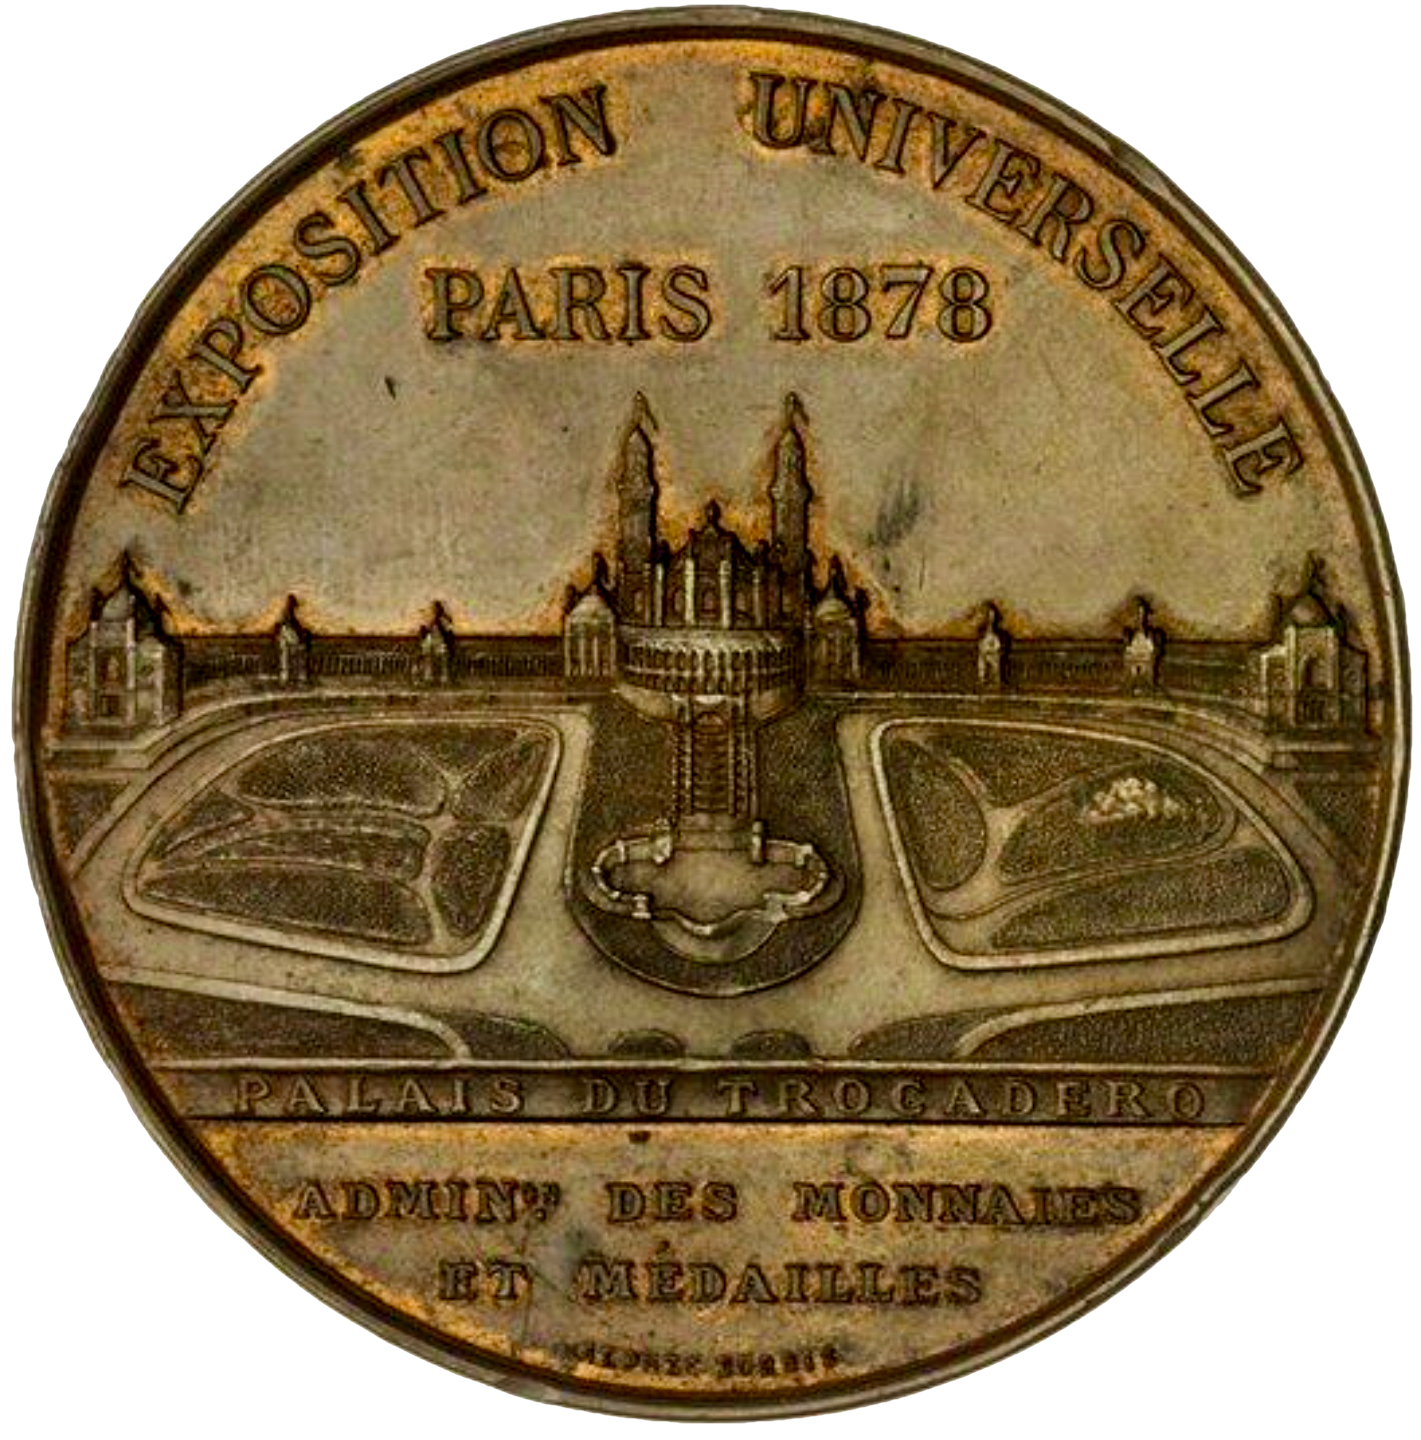 EXPOSITION UNIVERSELLE
PARIS 1878
PALAIS DU TROCADERO
ADMINON DES MONNAIES
ET MÉDAILLES